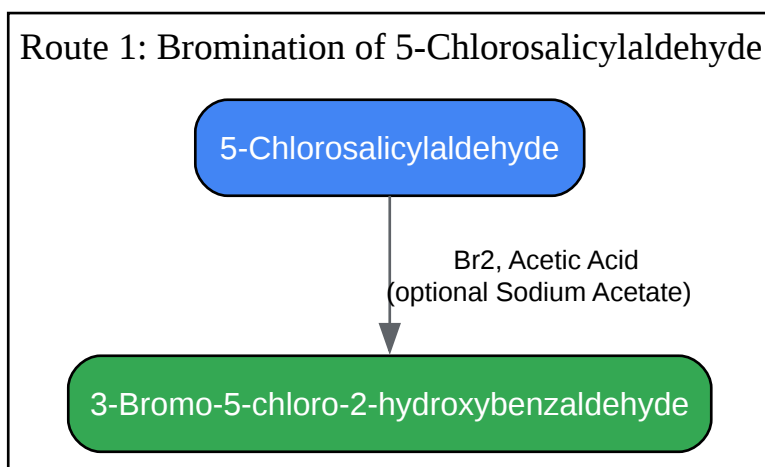 Route 1: Bromination of 5-Chlorosalicylaldehyde
5-Chlorosalicylaldehyde
Br2, Acetic Acid
(optional Sodium Acetate)
3-Bromo-5-chloro-2-hydroxybenzaldehyde